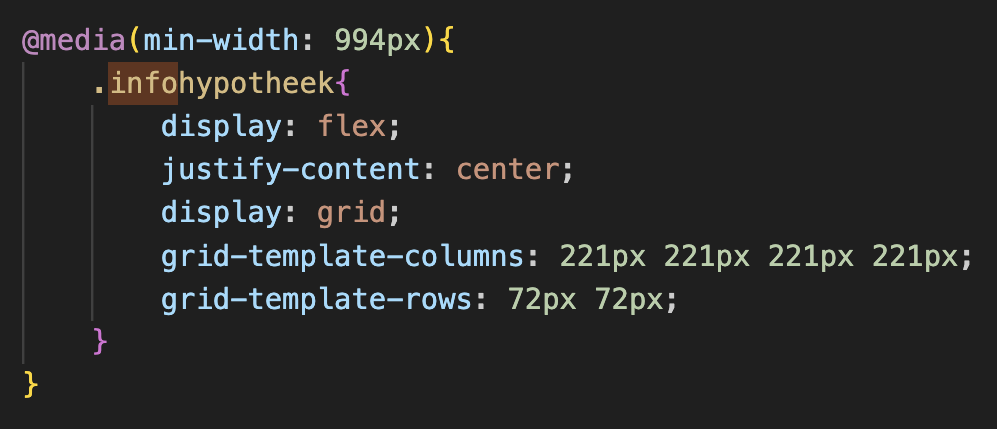 @media(min-width: 994px){
.infohypotheek{
display: flex;
justify-content: center;
display: grid;
grid-template-columns: 221px 221px 221px 221px;
grid-template-rows: 72px 72px;
}
}